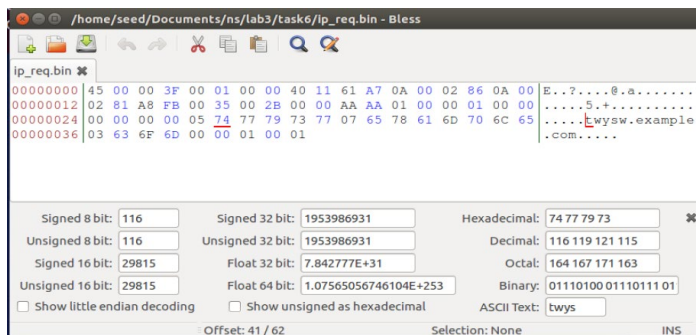 /home/seed/Documents/ns/lab3/task6/ip_req.bin - Bless
ip_req.bin
00000000 45 00 00 3F 00 01 00 00 40 11 61 A7 0A 00 02 86 0A 00 E..?....@.a.......
00000012 02 81 A8 FB 00 35 00 2B 00 00 AA AA 01 00 00 01 00 00 .....5.+..........
00000024 00 00 00 00 05 74 77 79 73 77 07 65 78 61 6D 70 6C 65 .....twysw.example
00000036 03 63 6F 6D 00 00 01 00 01 .com.....
Signed 8 bit: 116 Signed 32 bit: 1953986931 Hexadecimal: 74 77 79 73
Unsigned 8 bit: 116 Unsigned 32 bit: 1953986931 Decimal: 116 119 121 115
Signed 16 bit: 29815 Float 32 bit: 7.842777E+31 Octal: 164 167 171 163
Unsigned 16 bit: 29815 Float 64 bit: 1.07565056746104E+253 Binary: 01110100 01110111 01
Show little endian decoding Show unsigned as hexadecimal ASCII Text: twys
Offset: 41 / 62 Selection: None INS